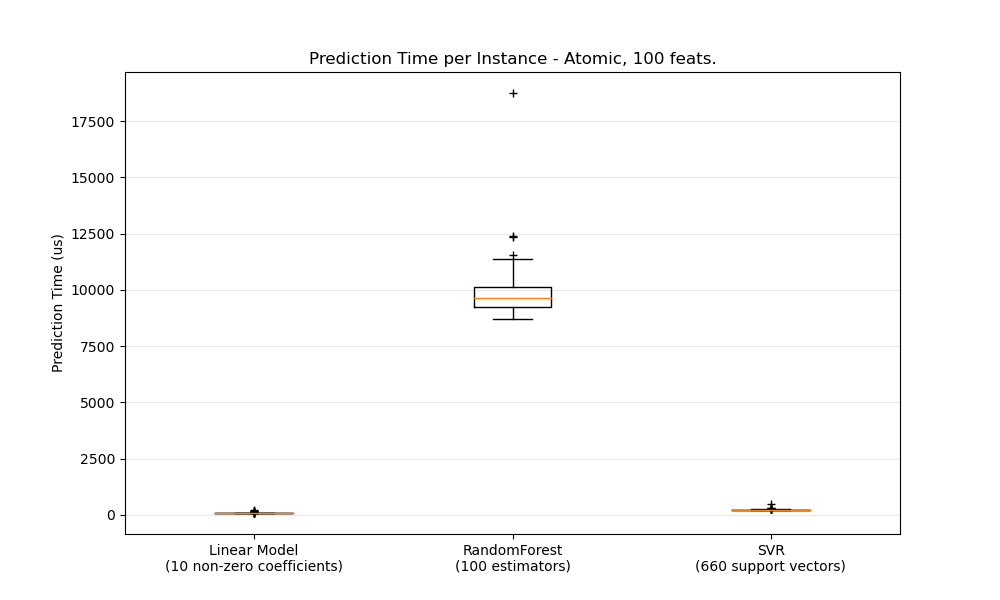 Prediction Time per Instance - Atomic, 100 feats.
Prediction Time (us)
17500
15000
12500
10000
7500
5000
2500
0
Linear Model
(10 non-zero coefficients)
RandomForest
(100 estimators)
SVR
(660 support vectors)